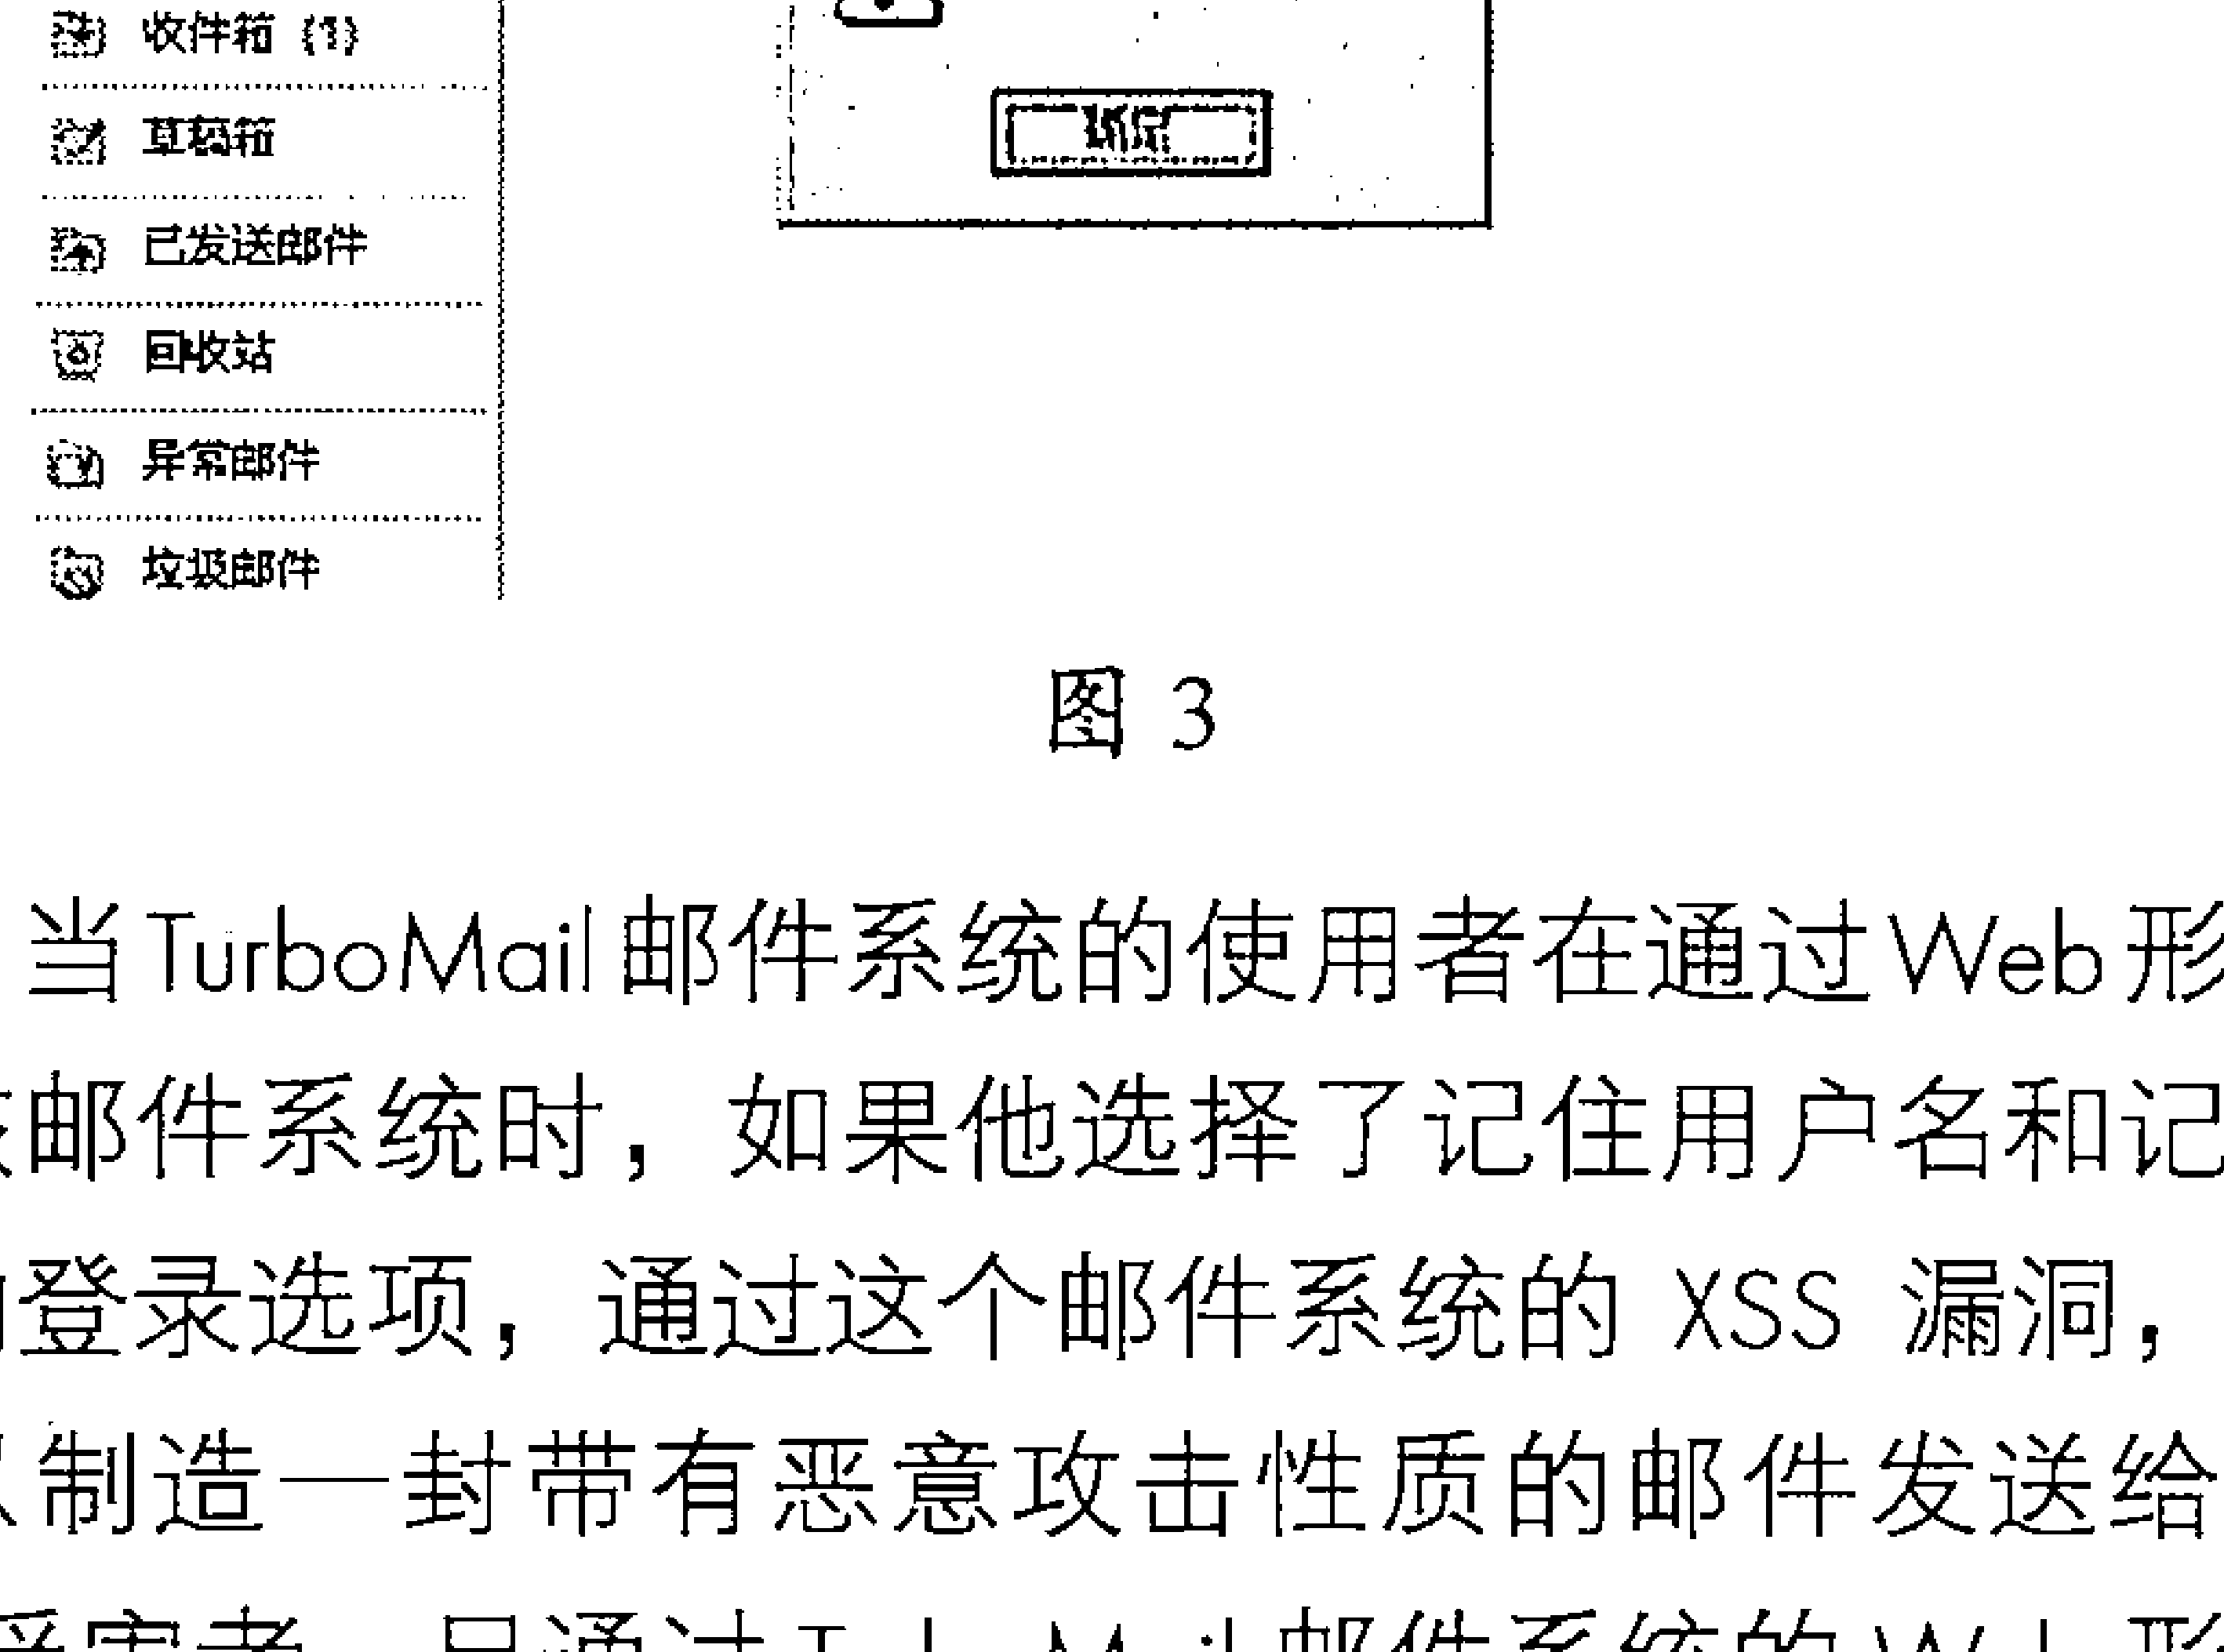 收件箱 (1)
草稿箱
已发送邮件
回收站
异常邮件
垃圾邮件
图 3
当TurboMail邮件系统的使用者在通过Web形
邮件系统时，如果他选择了记住用户名和记
登录选项，通过这个邮件系统的 XSS 漏洞，
制造一封带有恶意攻击性质的邮件发送给